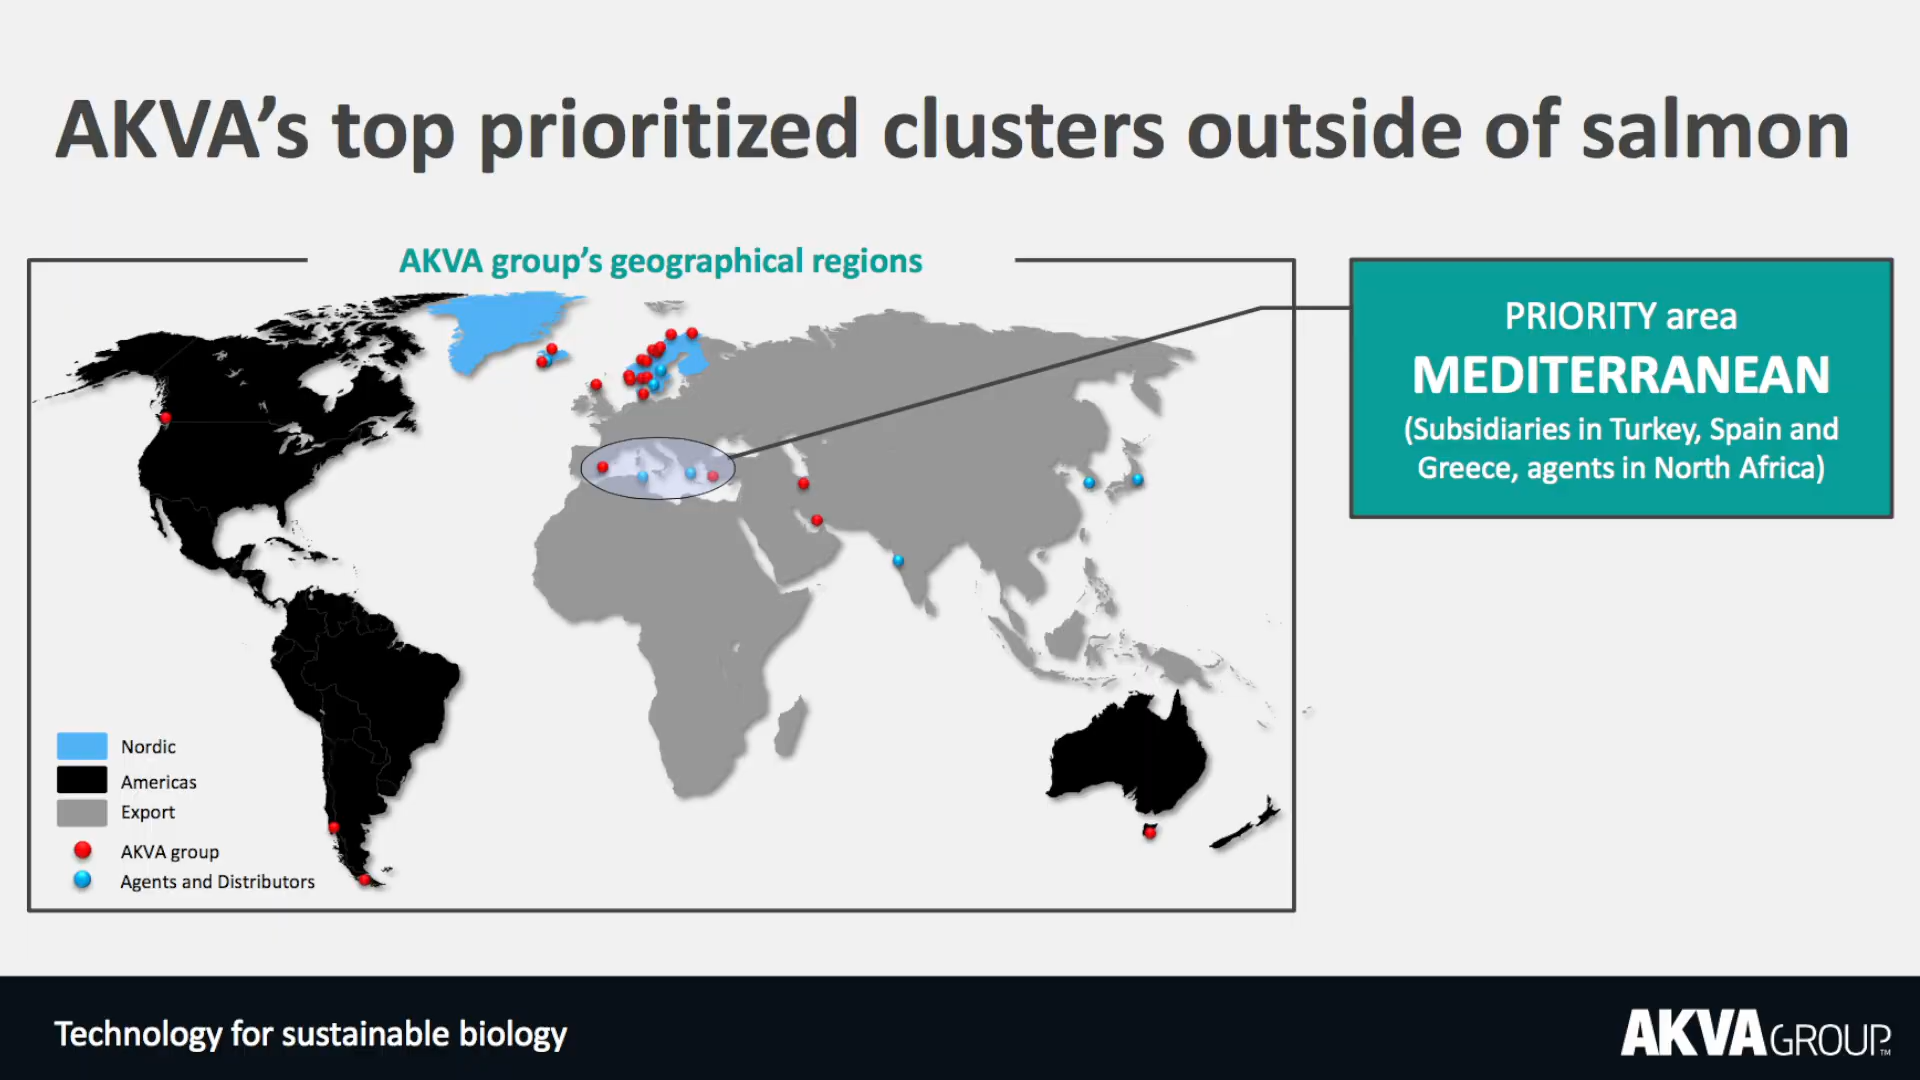 AKVA’s top prioritized clusters outside of salmon
AKVA group’s geographical regions
PRIORITY area
MEDITERRANEAN
(Subsidiaries in Turkey, Spain and
Greece, agents in North Africa)
Nordic
Americas
Export
AKVA group
Agents and Distributors
Technology for sustainable biology
AKVAGROUP™